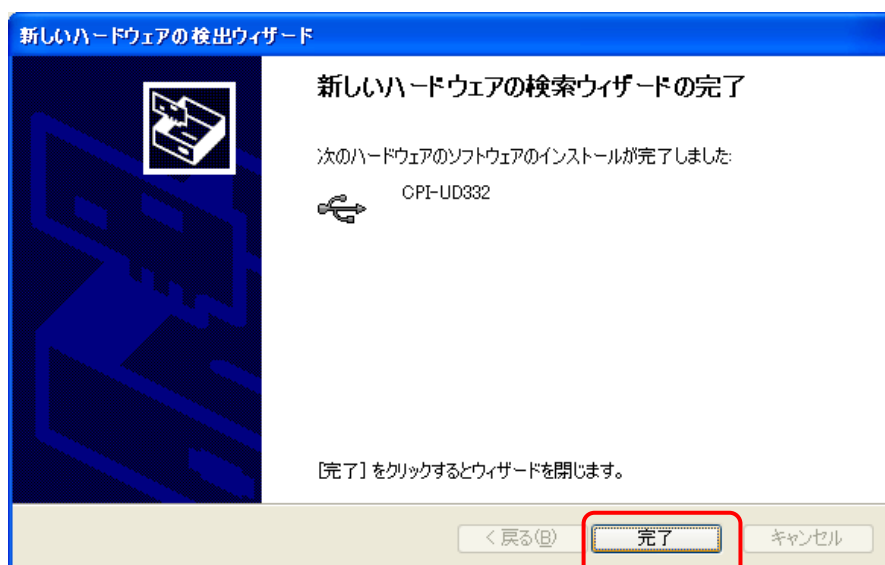 新しいハードウェアの検出ウィザード
新しいハードウェアの検索ウィザードの完了
次のハードウェアのソフトウェアのインストールが完了しました:
CPI-UD332
[完了] をクリックするとウィザードを閉じます。
< 戻る(B) 完了 キャンセル